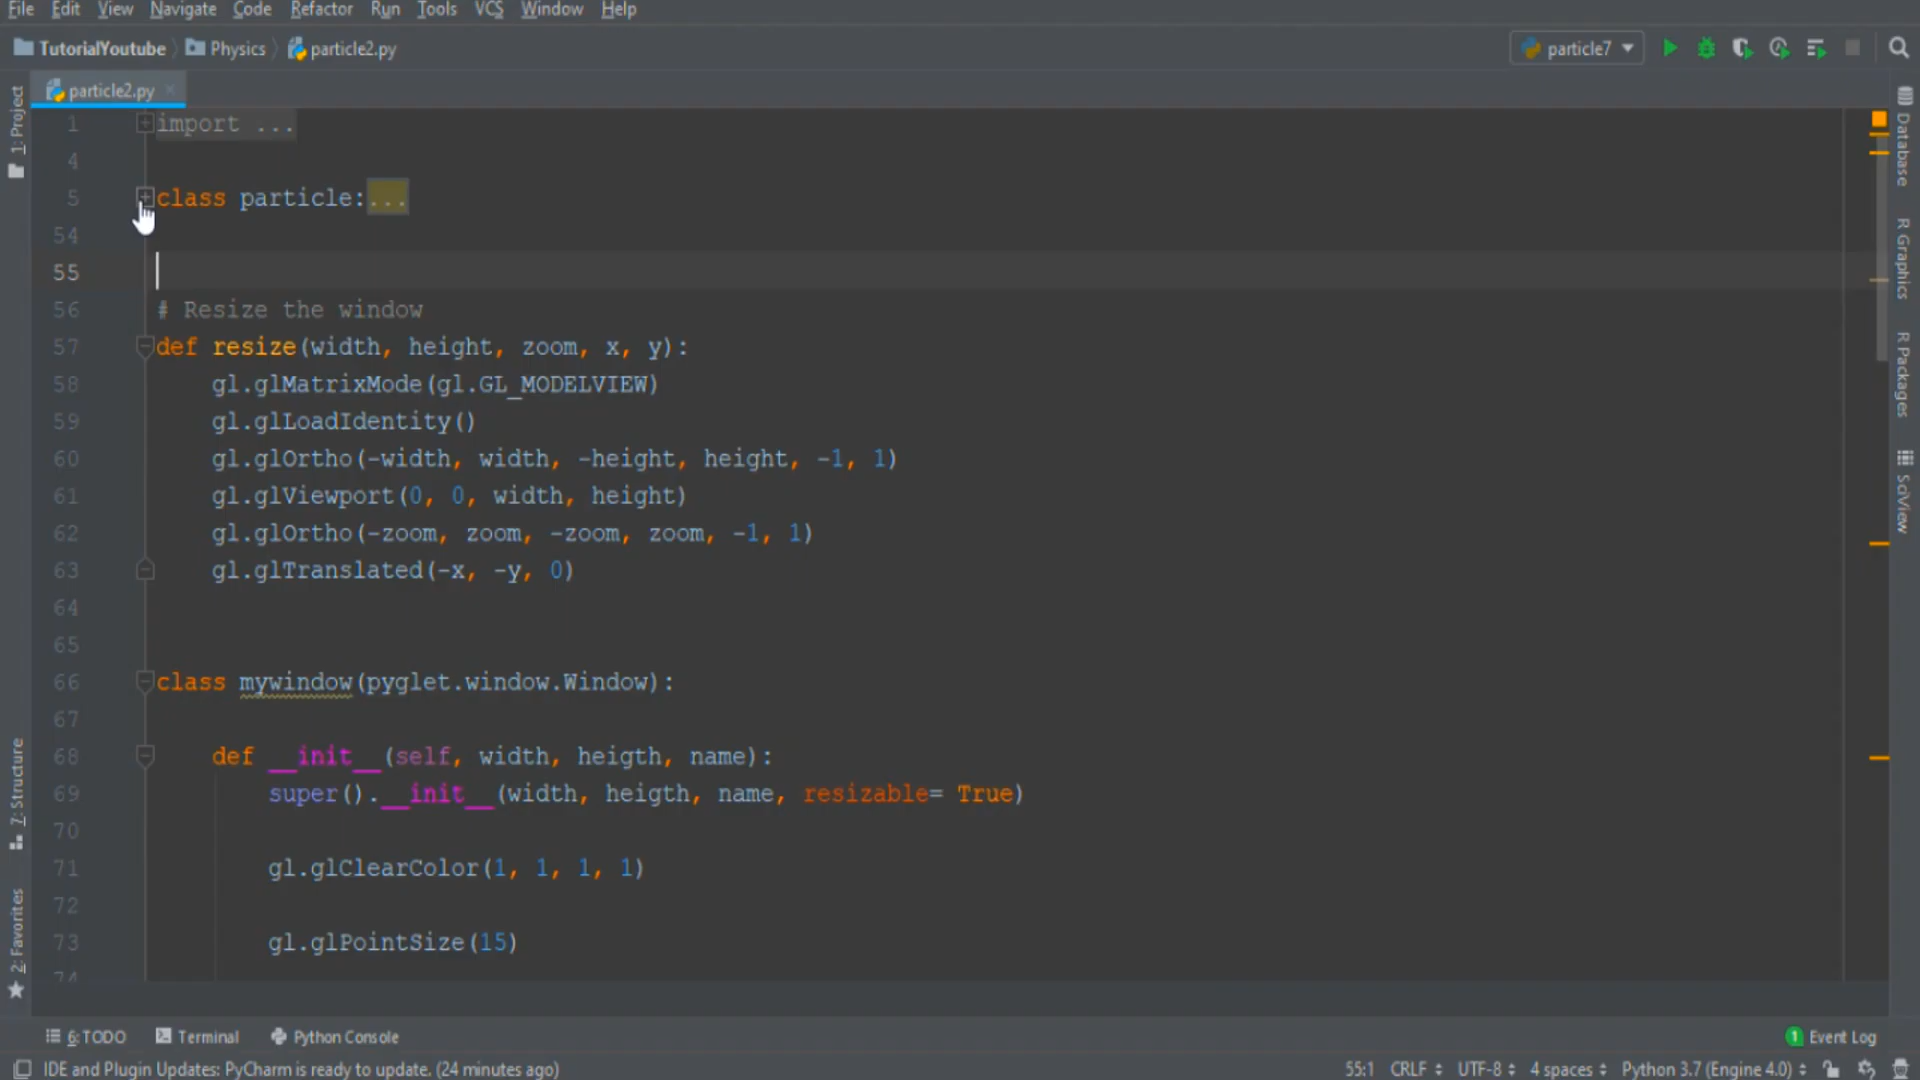 File Edit View Navigate Code Refactor Run Tools VCS Window Help
TutorialYoutube Physics particle2.py particle7
1: Project
particle2.py
1 import ...
4
5 class particle:...
54
55
56 # Resize the window
57 def resize(width, height, zoom, x, y):
58 gl.glMatrixMode(gl.GL_MODELVIEW)
59 gl.glLoadIdentity()
60 gl.glOrtho(-width, width, -height, height, -1, 1)
61 gl.glViewport(0, 0, width, height)
62 gl.glOrtho(-zoom, zoom, -zoom, zoom, -1, 1)
63 gl.glTranslated(-x, -y, 0)
64
65
66 class mywindow(pyglet.window.Window):
67
68 def __init__(self, width, heigth, name):
69 super().__init__(width, heigth, name, resizable= True)
70
71 gl.glClearColor(1, 1, 1, 1)
72
73 gl.glPointSize(15)
74
7: Structure
2: Favorites
Database
R Graphics
R Packages
SciView
6: TODO Terminal Python Console 1 Event Log
IDE and Plugin Updates: PyCharm is ready to update. (24 minutes ago) 55:1 CRLF UTF-8 4 spaces Python 3.7 (Engine 4.0)